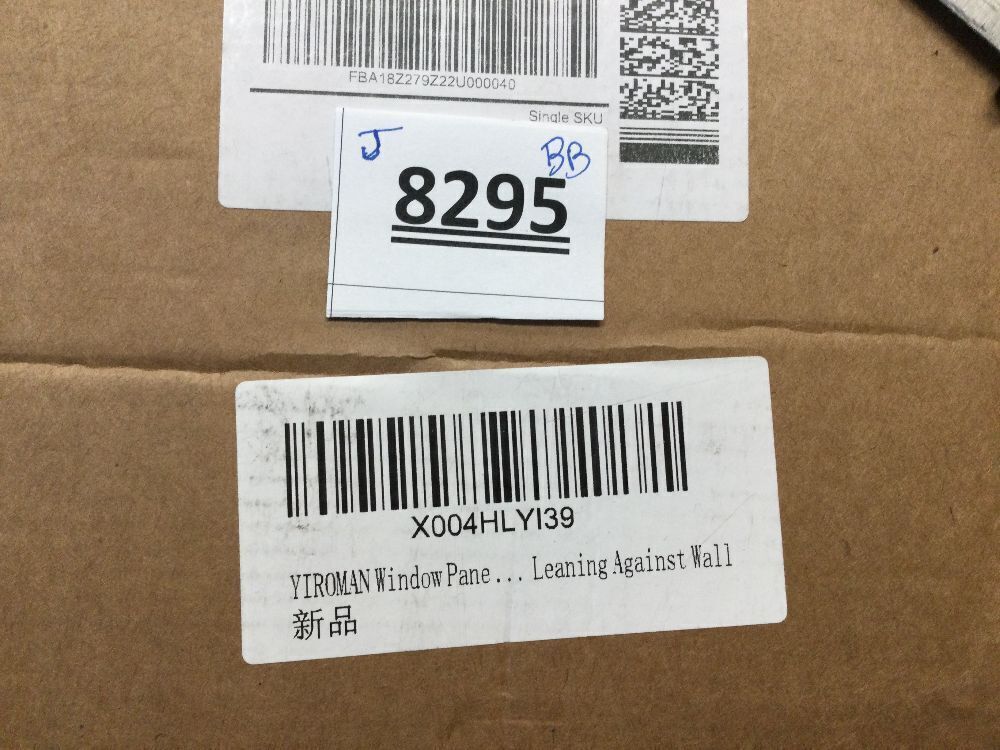 FBA18Z279Z22U000040
Single SKU
J BB
8295
X004HLYI39
YIROMAN Window Pane ... Leaning Against Wall
新品